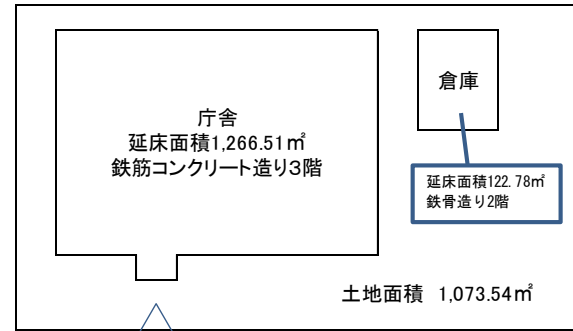 庁舎
延床面積1,266.51㎡
鉄筋コンクリート造り3階
倉庫
延床面積122.78㎡
鉄骨造り2階
土地面積 1,073.54㎡